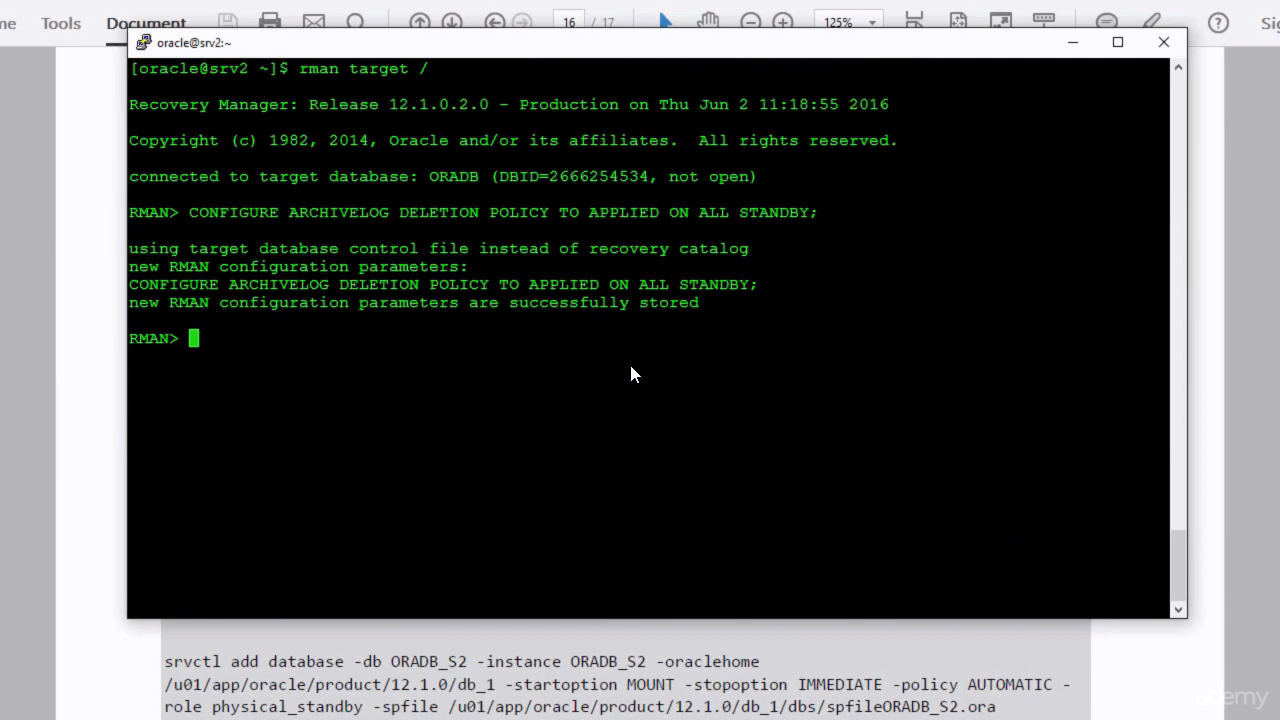 me Tools Document 16 / 17 125% Sig
oracle@srv2:~
[oracle@srv2 ~]$ rman target /
Recovery Manager: Release 12.1.0.2.0 - Production on Thu Jun 2 11:18:55 2016
Copyright (c) 1982, 2014, Oracle and/or its affiliates.  All rights reserved.
connected to target database: ORADB (DBID=2666254534, not open)
RMAN> CONFIGURE ARCHIVELOG DELETION POLICY TO APPLIED ON ALL STANDBY;
using target database control file instead of recovery catalog
new RMAN configuration parameters:
CONFIGURE ARCHIVELOG DELETION POLICY TO APPLIED ON ALL STANDBY;
new RMAN configuration parameters are successfully stored
RMAN>
srvctl add database -db ORADB_S2 -instance ORADB_S2 -oraclehome
/u01/app/oracle/product/12.1.0/db_1 -startoption MOUNT -stopoption IMMEDIATE -policy AUTOMATIC -
role physical_standby -spfile /u01/app/oracle/product/12.1.0/db_1/dbs/spfileORADB_S2.ora
udemy